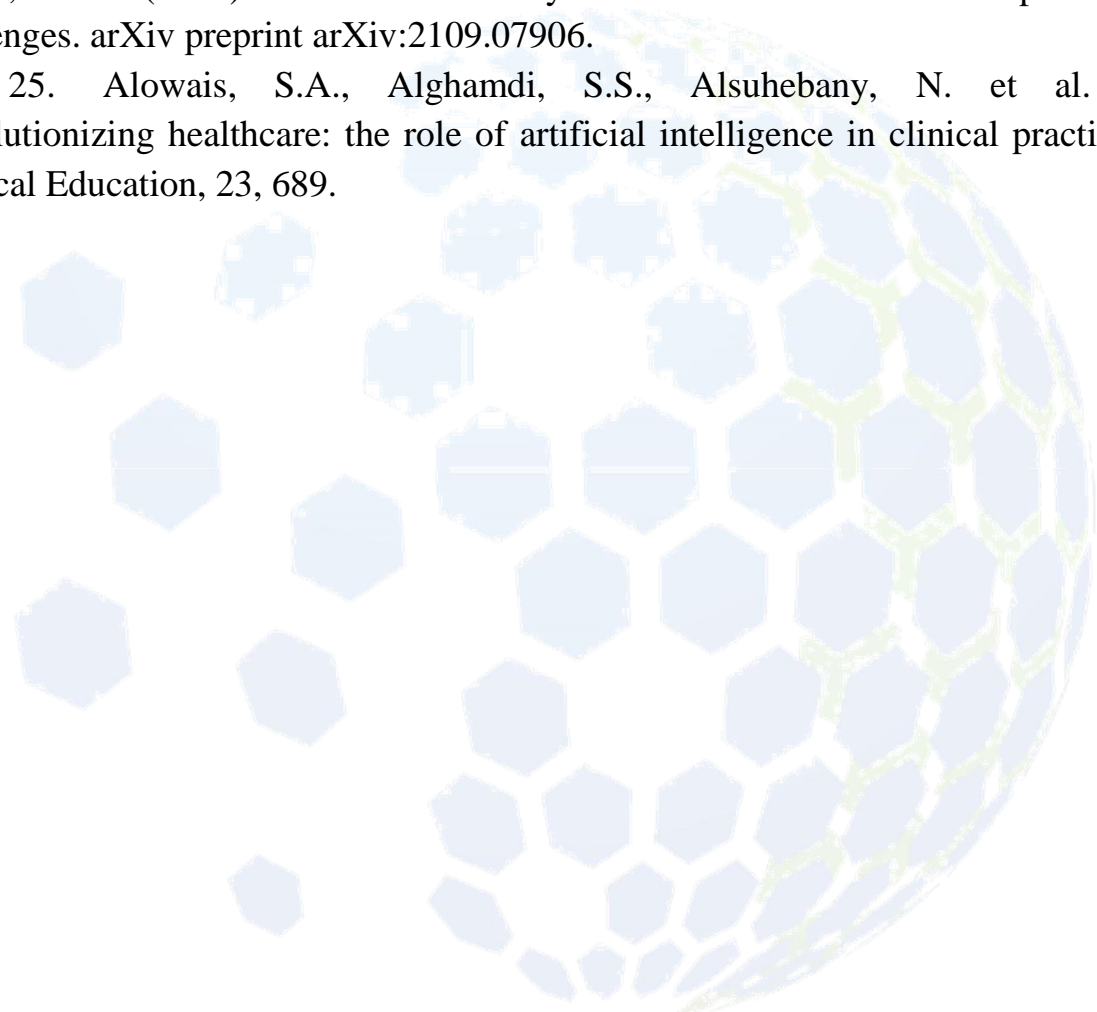 enges. arXiv preprint arXiv:2109.07906.
25. Alowais, S.A., Alghamdi, S.S., Alsuhebany, N. et al.
lutionizing healthcare: the role of artificial intelligence in clinical practi
cal Education, 23, 689.